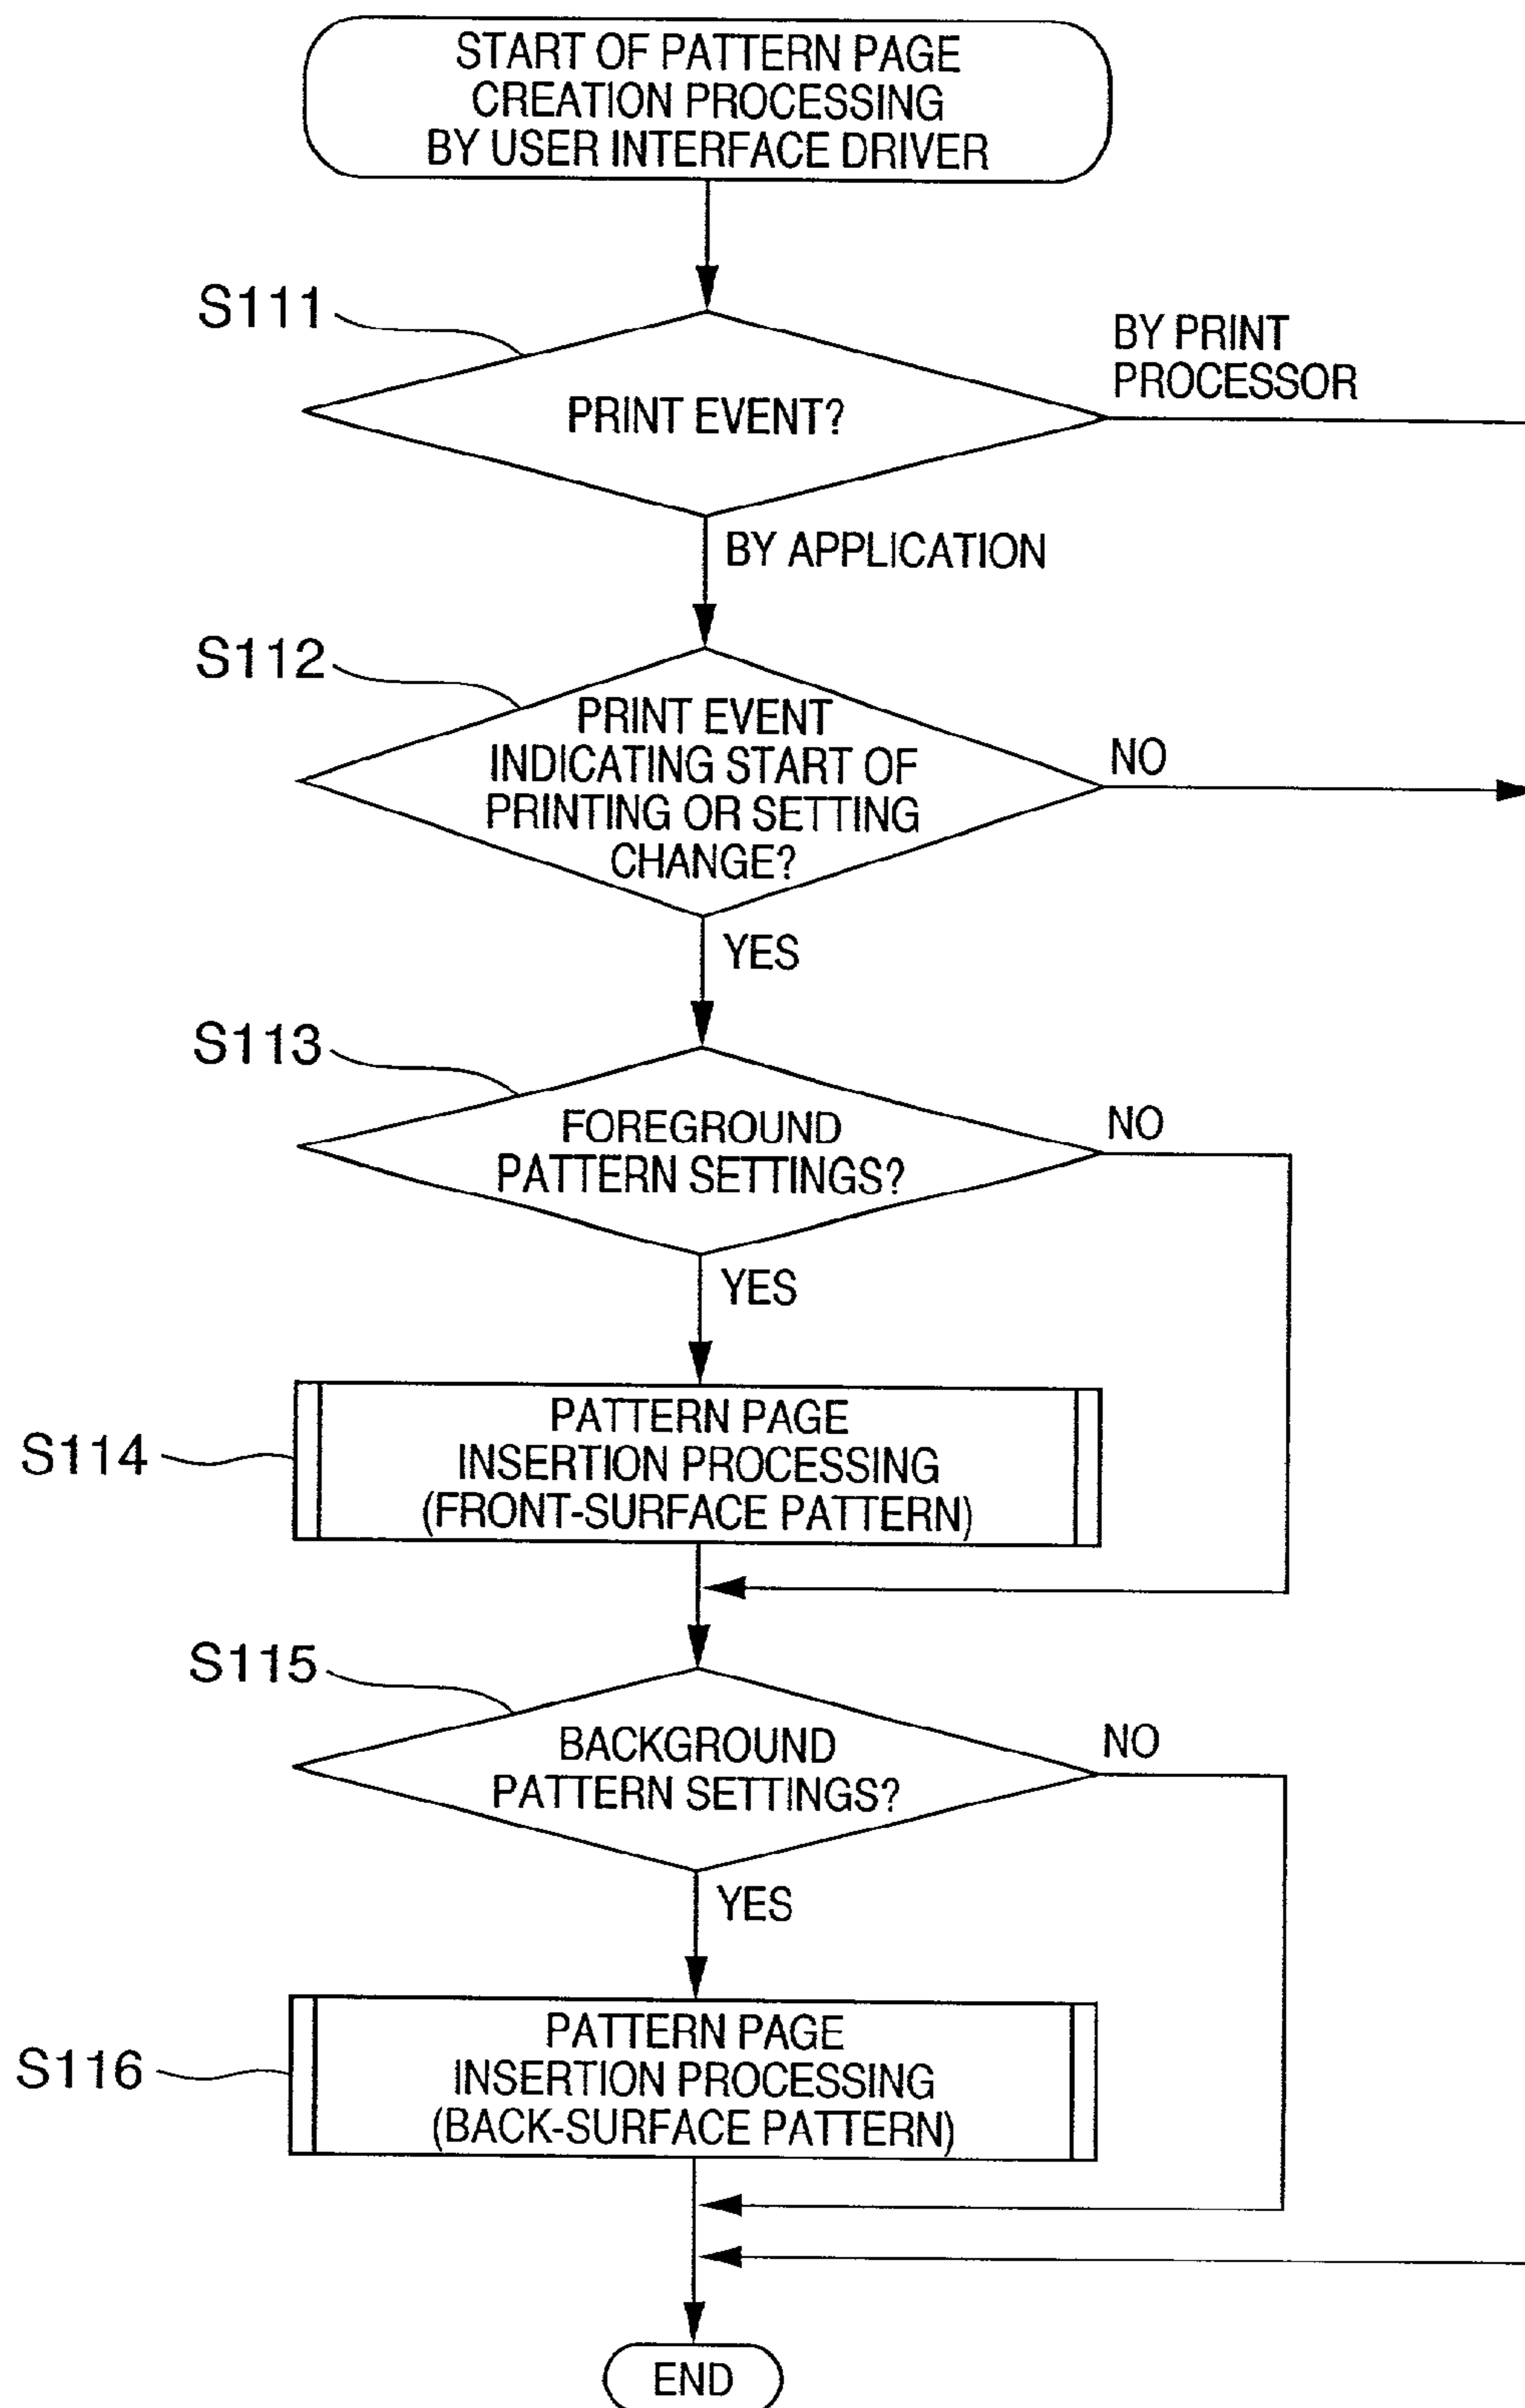 START OF PATTERN PAGE
CREATION PROCESSING
BY USER INTERFACE DRIVER
S111
PRINT EVENT?
BY PRINT
PROCESSOR
BY APPLICATION
S112
PRINT EVENT
INDICATING START OF
PRINTING OR SETTING
CHANGE?
NO
YES
S113
FOREGROUND
PATTERN SETTINGS?
NO
YES
S114
PATTERN PAGE
INSERTION PROCESSING
(FRONT-SURFACE PATTERN)
S115
BACKGROUND
PATTERN SETTINGS?
NO
YES
S116
PATTERN PAGE
INSERTION PROCESSING
(BACK-SURFACE PATTERN)
END